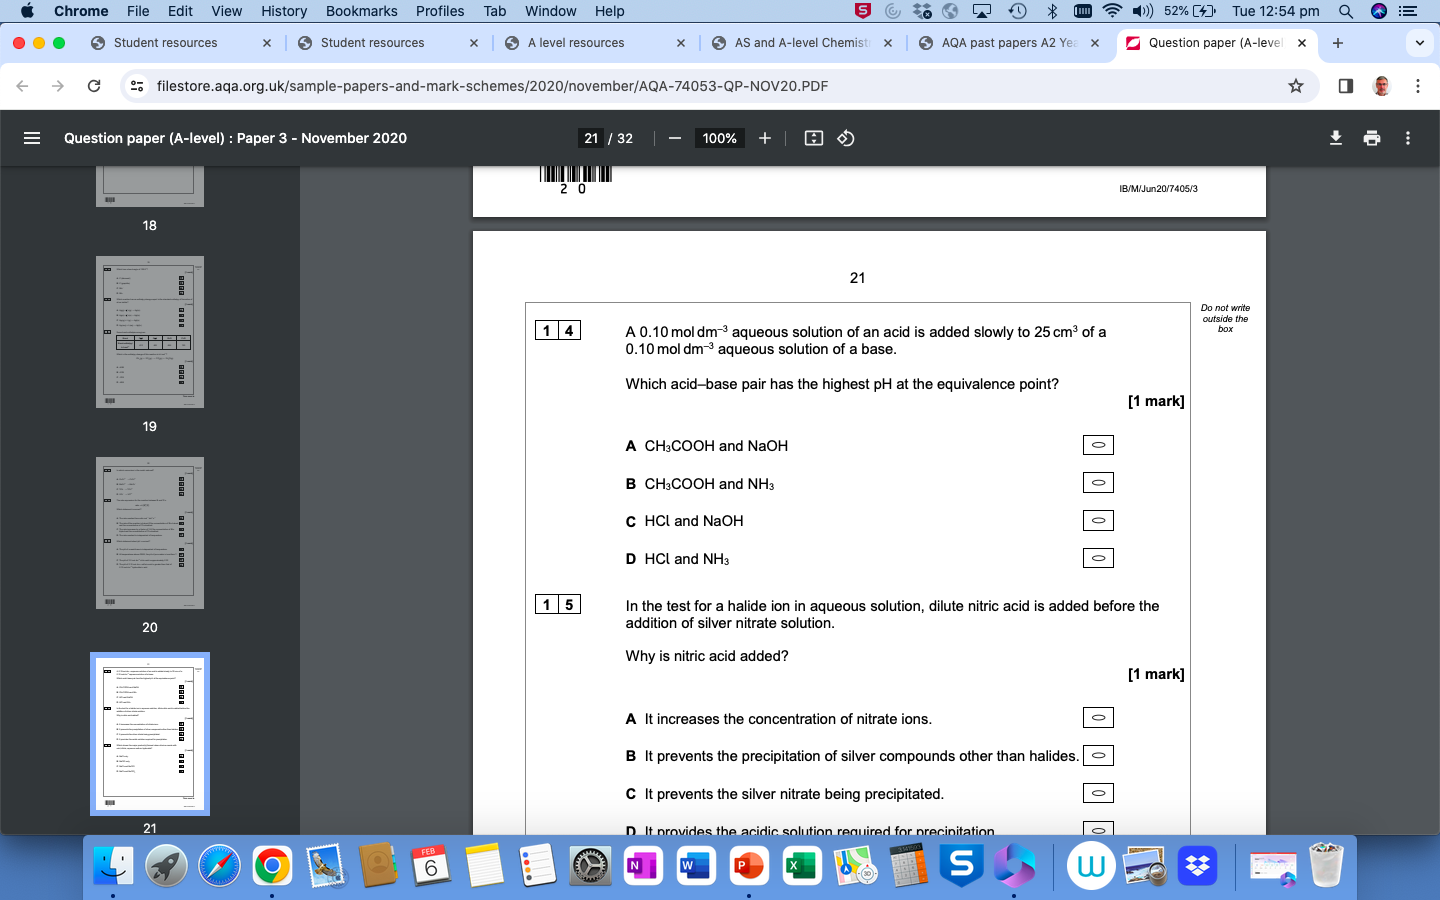 Chrome File Edit View History Bookmarks Profiles Tab Window Help 52% Tue 12:54 pm
Student resources Student resources A level resources AS and A-level Chemist AQA past papers A2 Yea Question paper (A-level
filestore.aqa.org.uk/sample-papers-and-mark-schemes/2020/november/AQA-74053-QP-NOV20.PDF
Question paper (A-level) : Paper 3 - November 2020 21 / 32 100%
18
19
20
21
2 0
IB/M/Jun20/7405/3
21
Do not write
outside the
box
1 4 A 0.10 mol dm⁻³ aqueous solution of an acid is added slowly to 25 cm³ of a
0.10 mol dm⁻³ aqueous solution of a base.
Which acid–base pair has the highest pH at the equivalence point?
[1 mark]
A CH₃COOH and NaOH
B CH₃COOH and NH₃
C HCl and NaOH
D HCl and NH₃
1 5 In the test for a halide ion in aqueous solution, dilute nitric acid is added before the
addition of silver nitrate solution.
Why is nitric acid added?
[1 mark]
A It increases the concentration of nitrate ions.
B It prevents the precipitation of silver compounds other than halides.
C It prevents the silver nitrate being precipitated.
D It provides the acidic solution required for precipitation
FEB
6
N W P X 3D S W